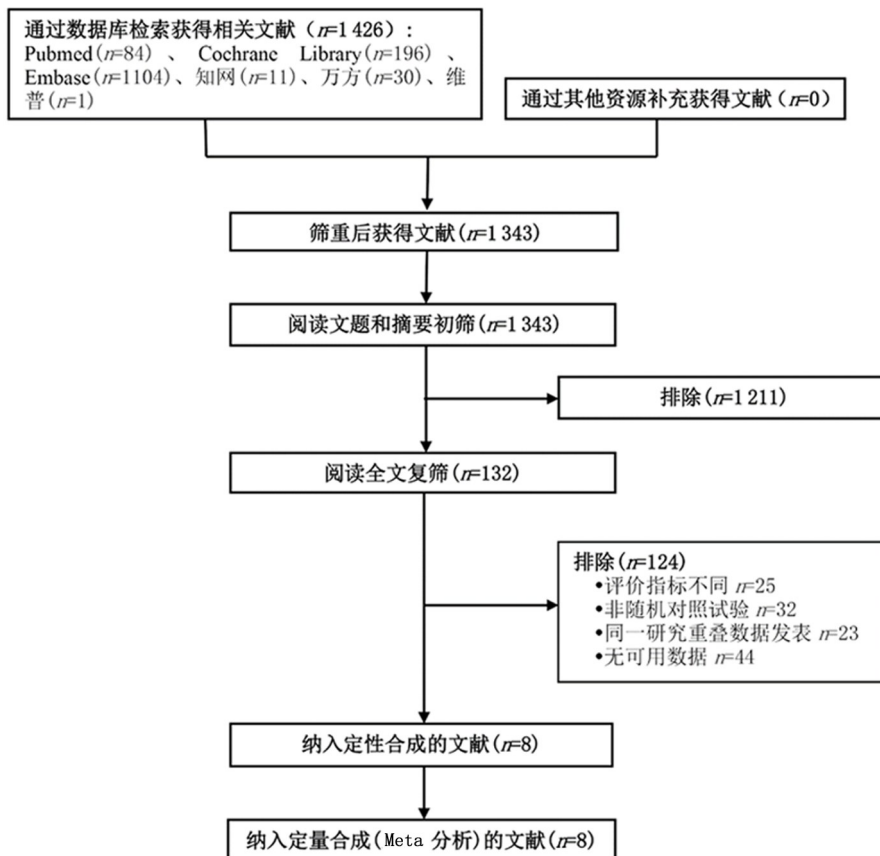 通过数据库检索获得相关文献（n=1 426）:
Pubmed(n=84) 、 Cochrane Library(n=196) 、
Embase(n=1104)、知网(n=11)、万方(n=30)、维
普(n=1)
通过其他资源补充获得文献（n=0)
筛重后获得文献(n=1 343)
阅读文题和摘要初筛(n=1 343)
排除(n=1 211)
阅读全文复筛(n=132)
排除(n=124)
•评价指标不同 n=25
•非随机对照试验 n=32
•同一研究重叠数据发表 n=23
•无可用数据 n=44
纳入定性合成的文献(n=8)
纳入定量合成(Meta 分析)的文献(n=8)